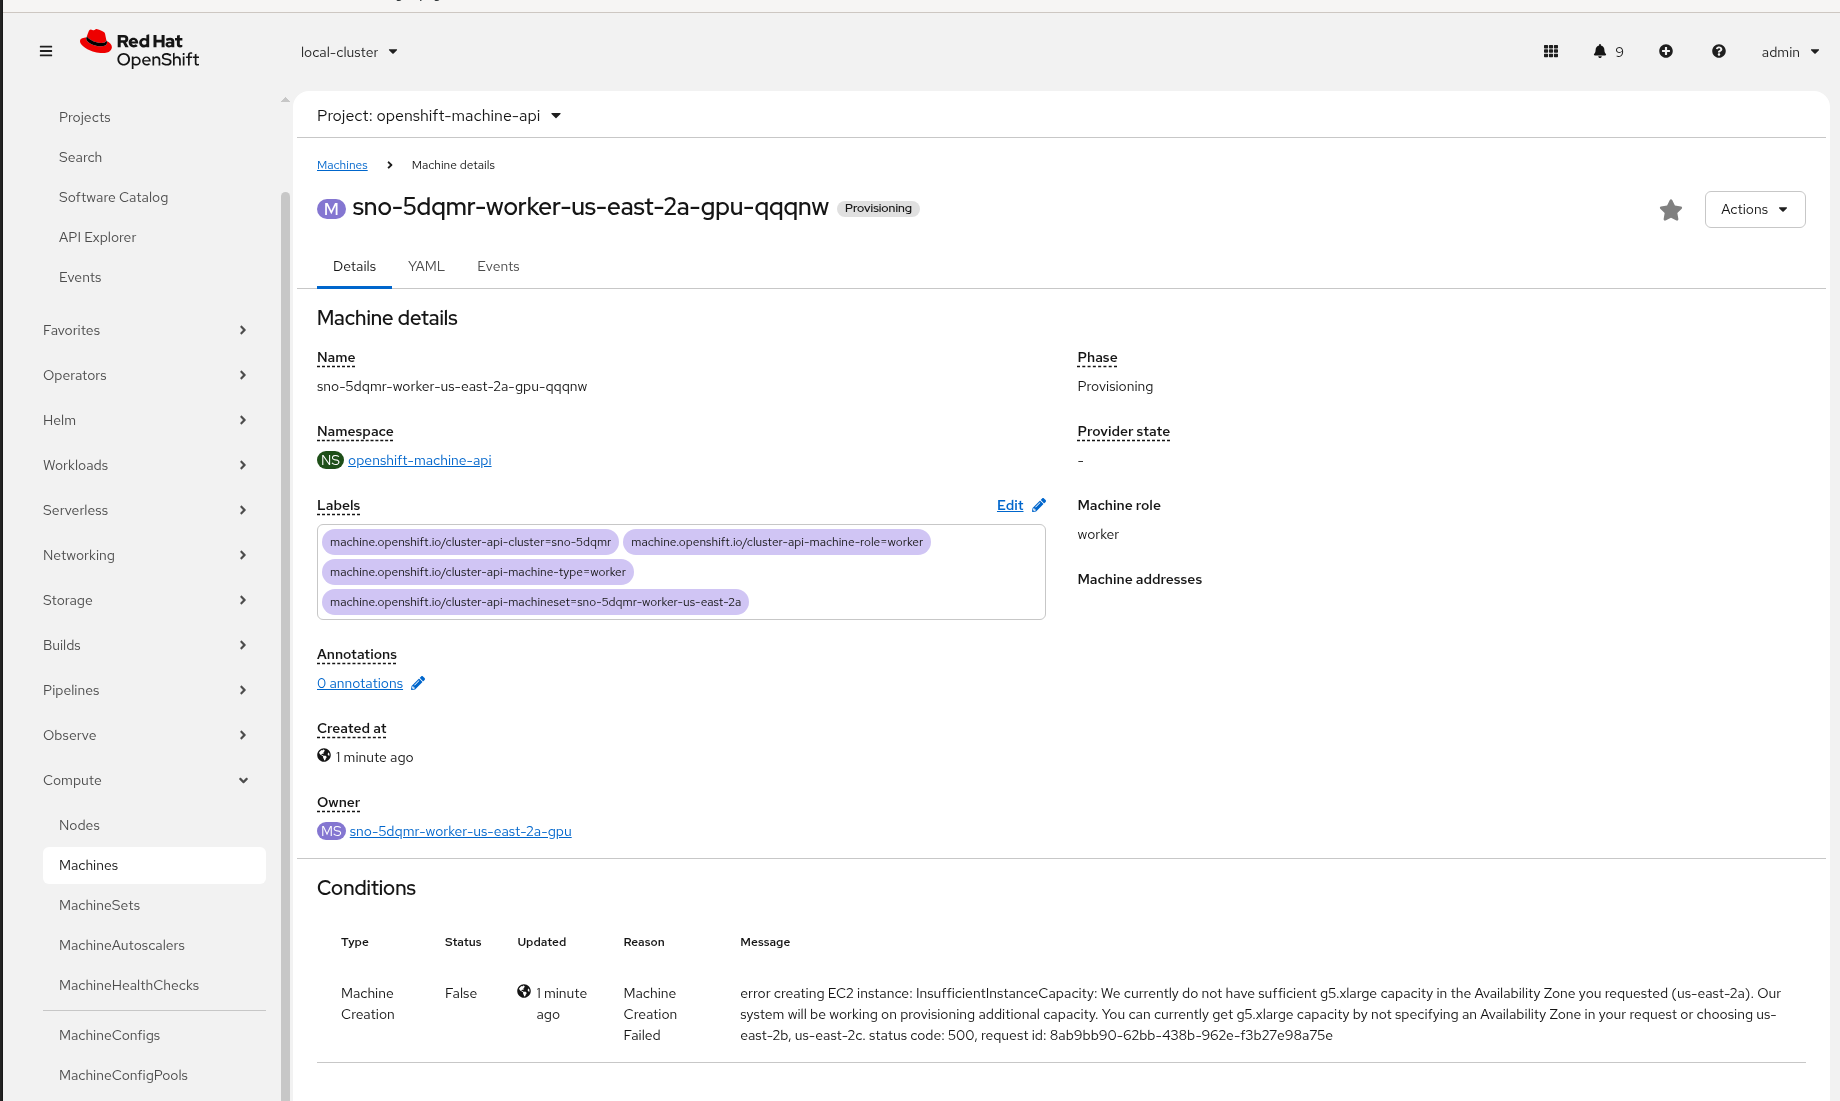 Red Hat
OpenShift
local-cluster
9
admin
Projects
Search
Software Catalog
API Explorer
Events
Favorites
Operators
Helm
Workloads
Serverless
Networking
Storage
Builds
Pipelines
Observe
Compute
Nodes
Machines
MachineSets
MachineAutoscalers
MachineHealthChecks
MachineConfigs
MachineConfigPools
Project: openshift-machine-api
Machines Machine details
M sno-5dqmr-worker-us-east-2a-gpu-qqqnw Provisioning
Actions
Details YAML Events
Machine details
Name
sno-5dqmr-worker-us-east-2a-gpu-qqqnw
Namespace
NS openshift-machine-api
Labels Edit
machine.openshift.io/cluster-api-cluster=sno-5dqmr machine.openshift.io/cluster-api-machine-role=worker
machine.openshift.io/cluster-api-machine-type=worker
machine.openshift.io/cluster-api-machineset=sno-5dqmr-worker-us-east-2a
Annotations
0 annotations
Created at
1 minute ago
Owner
MS sno-5dqmr-worker-us-east-2a-gpu
Phase
Provisioning
Provider state
-
Machine role
worker
Machine addresses
Conditions
Type Status Updated Reason Message
Machine Creation
False
1 minute ago
Machine Creation Failed
error creating EC2 instance: InsufficientInstanceCapacity: We currently do not have sufficient g5.xlarge capacity in the Availability Zone you requested (us-east-2a). Our
system will be working on provisioning additional capacity. You can currently get g5.xlarge capacity by not specifying an Availability Zone in your request or choosing us-
east-2b, us-east-2c. status code: 500, request id: 8ab9bb90-62bb-438b-962e-f3b27e98a75e